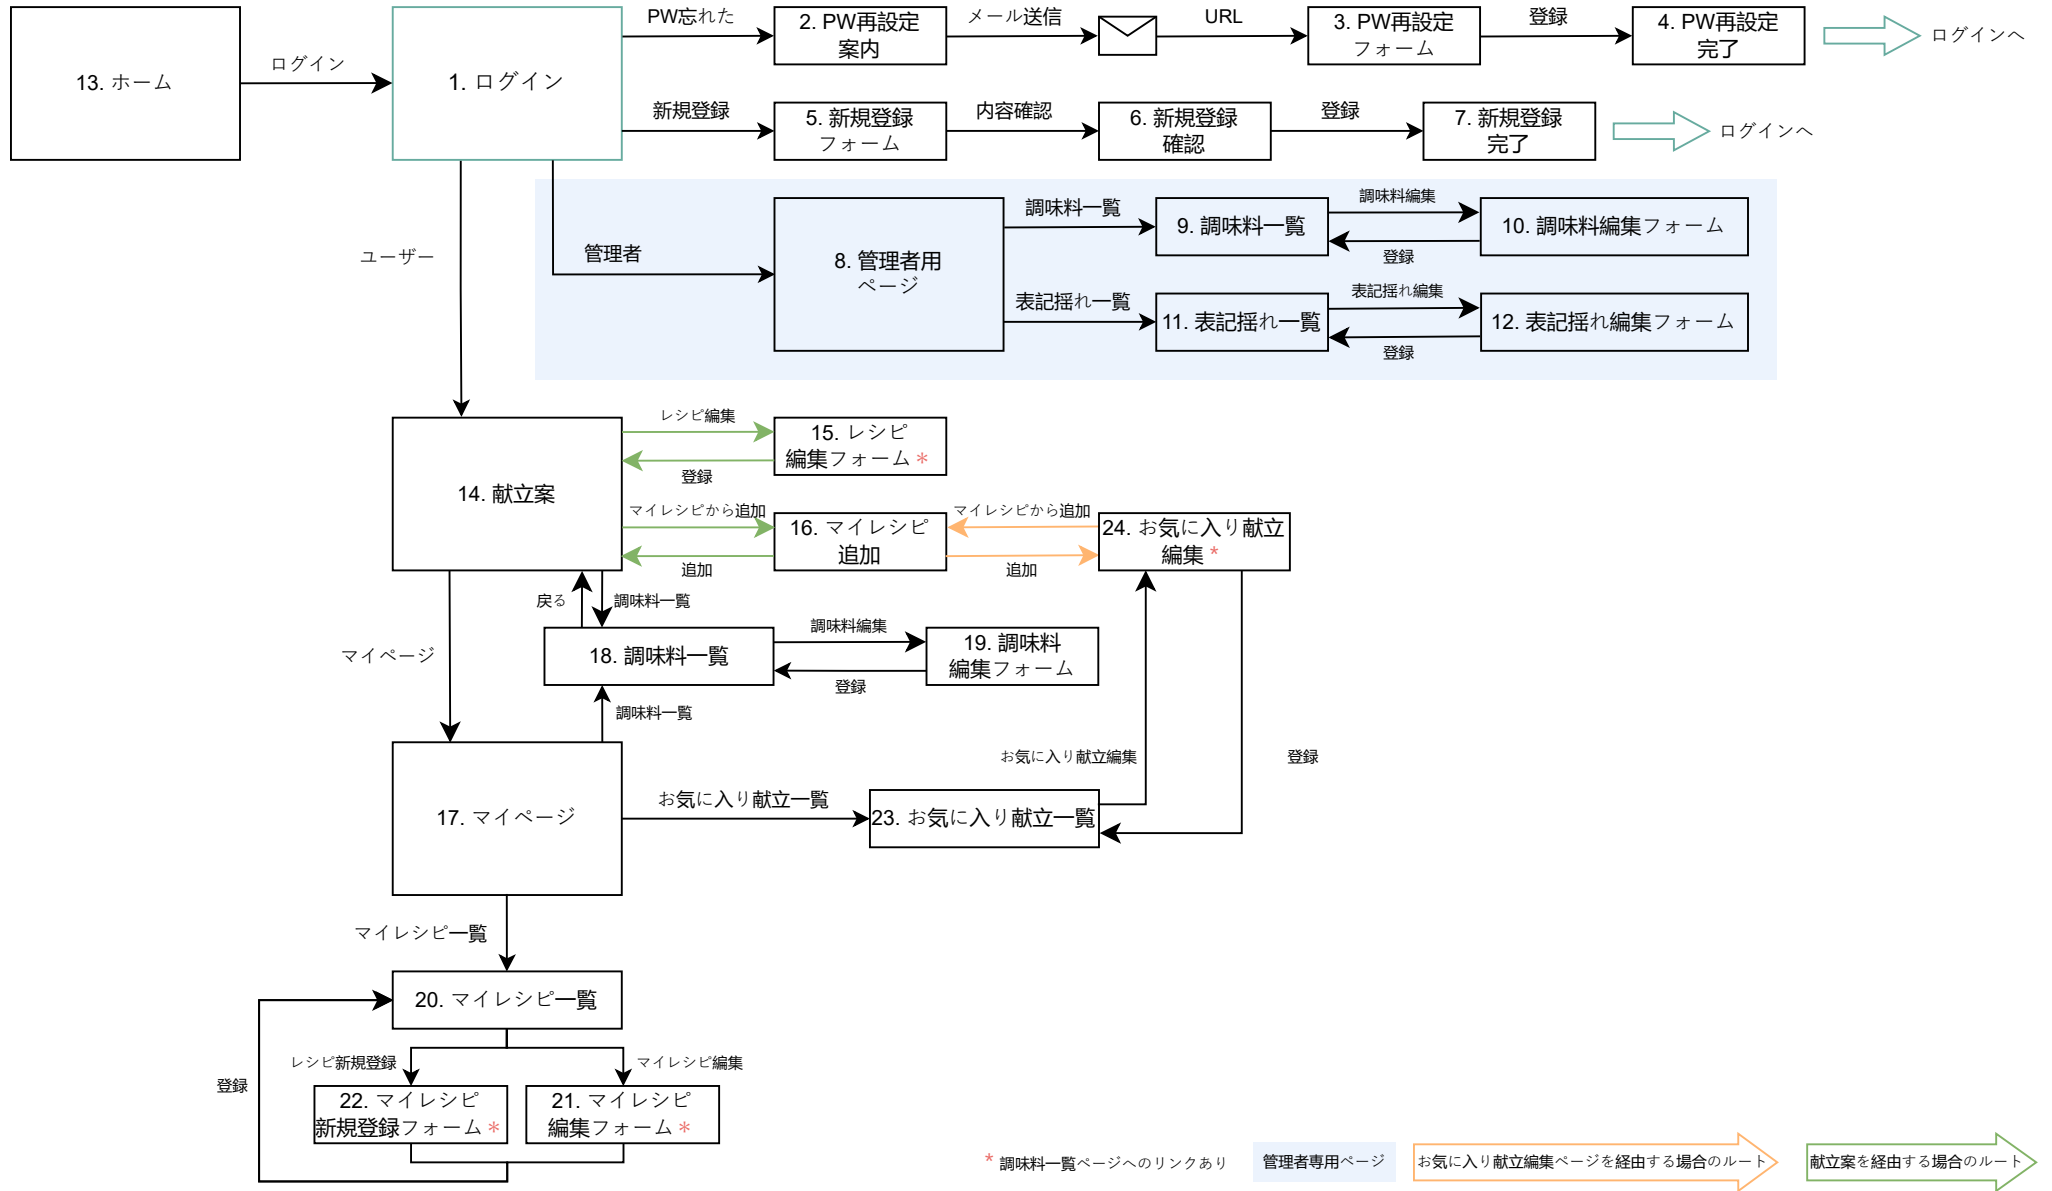 13. ホーム
ログイン
1. ログイン
PW忘れた
2. PW再設定
案内
メール送信
URL
3. PW再設定
フォーム
登録
4. PW再設定
完了
ログインへ
新規登録
5. 新規登録
フォーム
内容確認
6. 新規登録
確認
登録
7. 新規登録
完了
ログインへ
ユーザー
管理者
8. 管理者用
ページ
調味料一覧
9. 調味料一覧
調味料編集
登録
10. 調味料編集フォーム
表記揺れ一覧
11. 表記揺れ一覧
表記揺れ編集
登録
12. 表記揺れ編集フォーム
14. 献立案
レシピ編集
登録
15. レシピ
編集フォーム*
マイレシピから追加
追加
16. マイレシピ
追加
マイレシピから追加
追加
24. お気に入り献立
編集 *
戻る
調味料一覧
18. 調味料一覧
調味料編集
登録
19. 調味料
編集フォーム
マイページ
調味料一覧
17. マイページ
お気に入り献立一覧
23. お気に入り献立一覧
お気に入り献立編集
登録
マイレシピ一覧
20. マイレシピ一覧
レシピ新規登録
マイレシピ編集
登録
22. マイレシピ
新規登録フォーム*
21. マイレシピ
編集フォーム*
* 調味料一覧ページへのリンクあり
管理者専用ページ
お気に入り献立編集ページを経由する場合のルート
献立案を経由する場合のルート